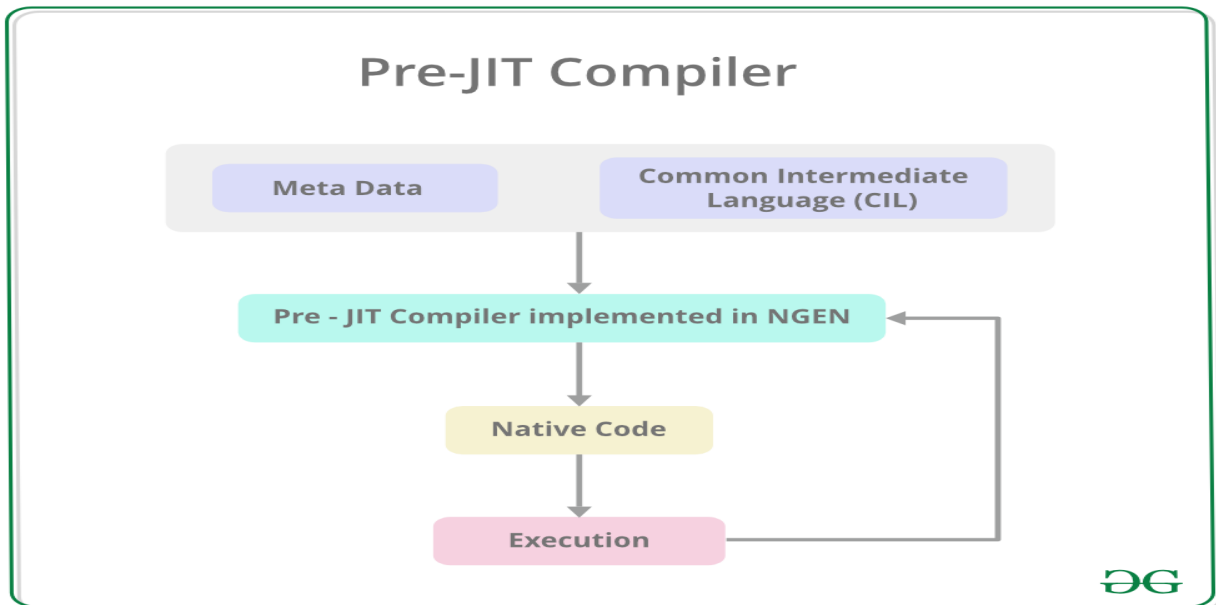 Pre-JIT Compiler
Meta Data
Common Intermediate
Language (CIL)
Pre - JIT Compiler implemented in NGEN
Native Code
Execution